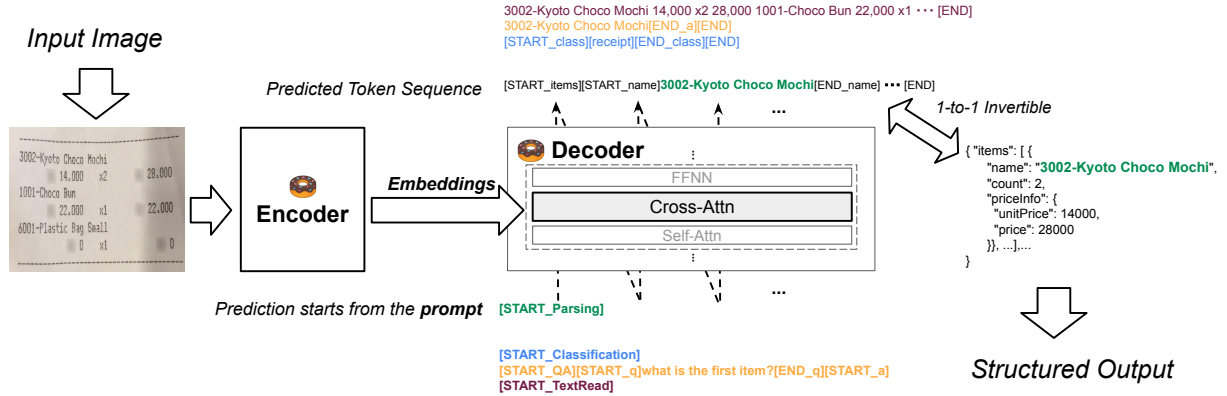 3002-Kyoto Choco Mochi 14,000 x2 28,000 1001-Choco Bun 22,000 x1 ··· [END]
3002-Kyoto Choco Mochi[END_a][END]
[START_class][receipt][END_class][END]
Input Image
Predicted Token Sequence
[START_items][START_name]3002-Kyoto Choco Mochi[END_name] ··· [END]
...
1-to-1 Invertible
3002-Kyoto Choco Mochi
14.000 x2 28,000
1001-Choco Bun
22.000 x1 22,000
6001-Plastic Bag Small
0 x1 0
Encoder
Embeddings
Decoder
FFNN
Cross-Attn
Self-Attn
{ "items": [ {
"name": "3002-Kyoto Choco Mochi",
"count": 2,
"priceInfo": {
"unitPrice": 14000,
"price": 28000
}}, ...],...
}
...
Prediction starts from the prompt
[START_Parsing]
[START_Classification]
[START_QA][START_q]what is the first item?[END_q][START_a]
[START_TextRead]
Structured Output